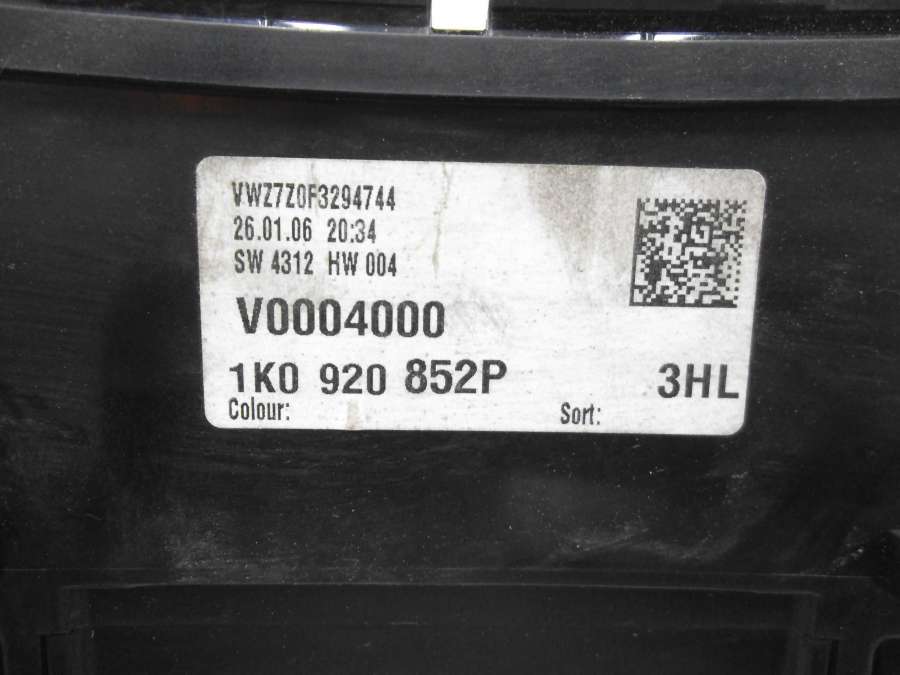 VWZ7Z0F3294744
26.01.06 20:34
SW 4312 HW 004
V0004000
1K0 920 852P 3HL
Colour: Sort: